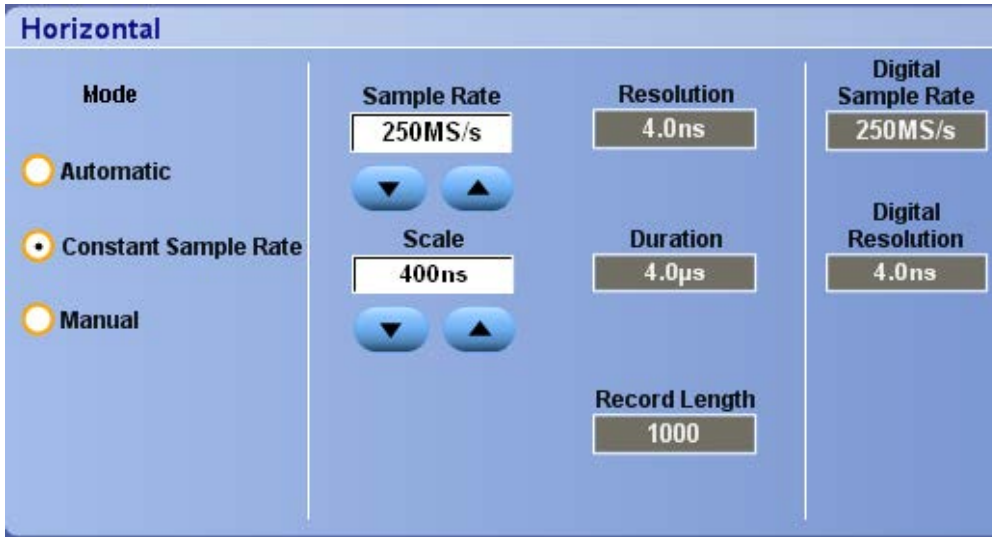 Horizontal
Mode
Automatic
Constant Sample Rate
Manual
Sample Rate
250MS/s
Scale
400ns
Resolution
4.0ns
Duration
4.0µs
Record Length
1000
Digital
Sample Rate
250MS/s
Digital
Resolution
4.0ns